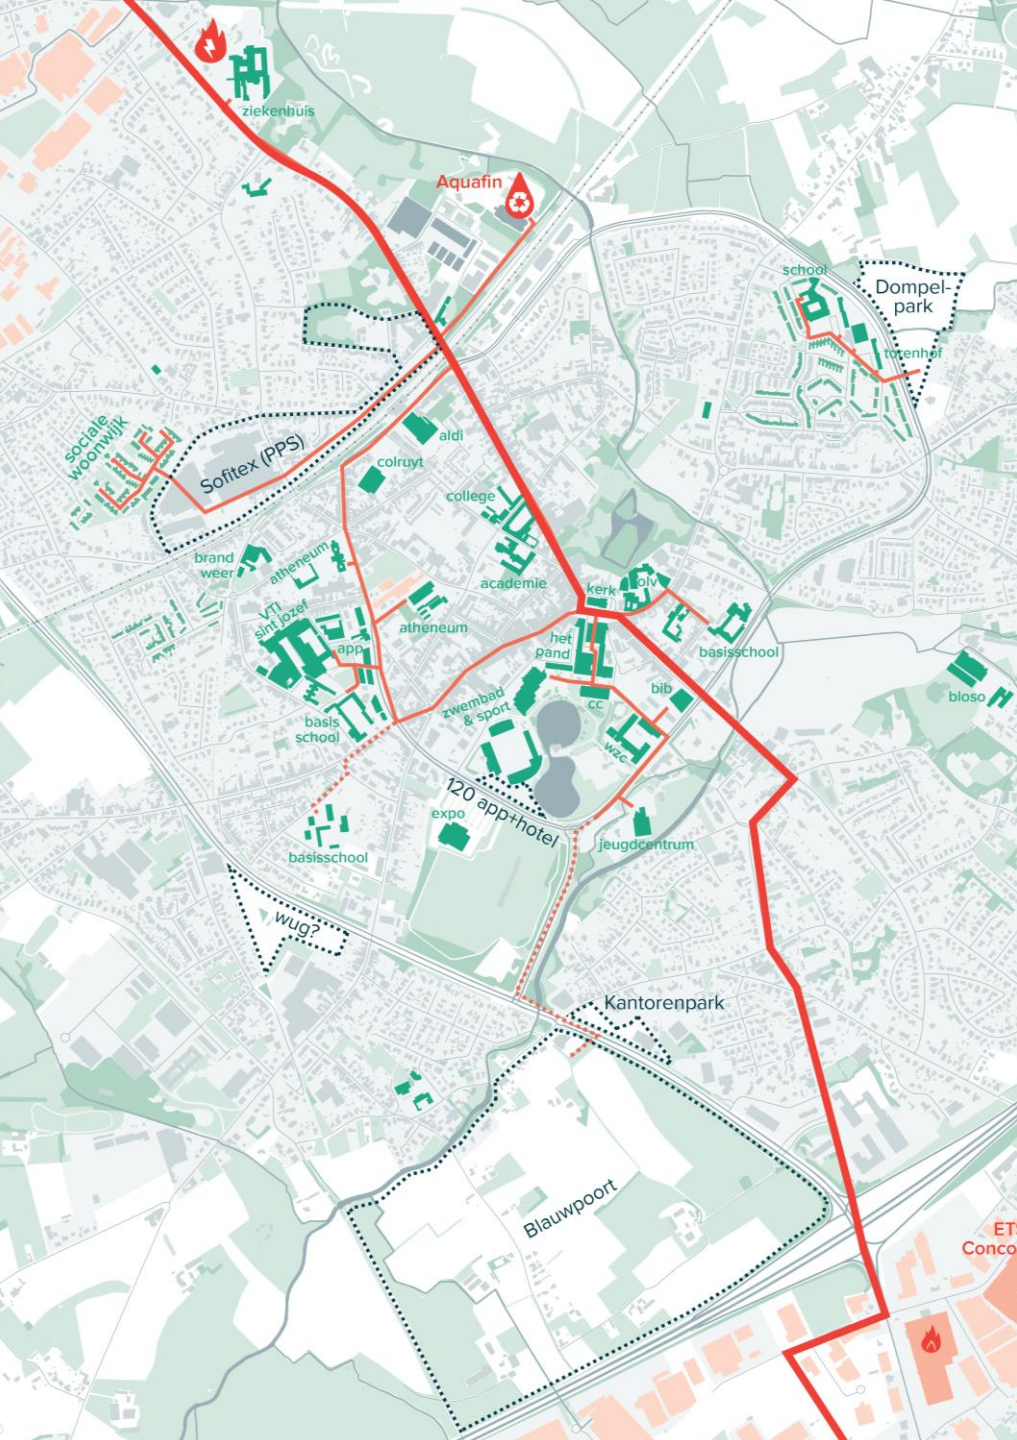 ziekenhuis
Aquafin
school
Dompel-
park
torenhof
sociale
woonwijk
Sofitex (PPS)
aldi
colruyt
college
brand
weer
atheneum
academie
kerk
olv
VTI
sint jozef
app
atheneum
het
pand
basisschool
bib
bloso
zwembad
& sport
cc
wzc
basis
school
120 app+hotel
expo
jeugdcentrum
basisschool
wug?
Kantorenpark
Blauwpoort
ETS
Conco